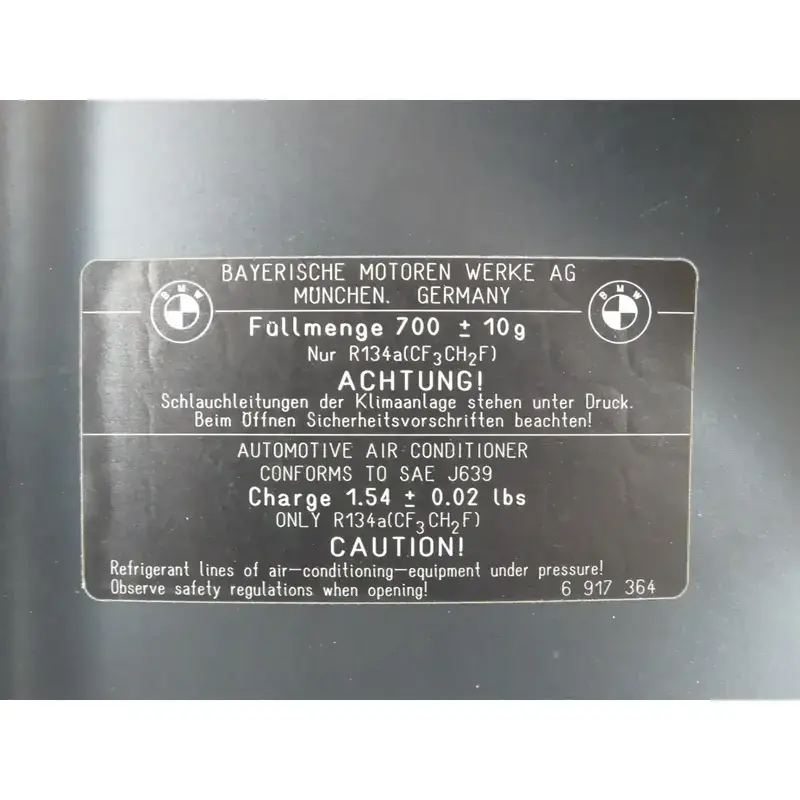 BAYERISCHE MOTOREN WERKE AG
MÜNCHEN. GERMANY
BMW
BMW
Füllmenge 700 ± 10g
Nur R134a(CF₃CH₂F)
ACHTUNG!
Schlauchleitungen der Klimaanlage stehen unter Druck.
Beim Öffnen Sicherheitsvorschriften beachten!
AUTOMOTIVE AIR CONDITIONER
CONFORMS TO SAE J639
Charge 1.54 ± 0.02 lbs
ONLY R134a(CF₃CH₂F)
CAUTION!
Refrigerant lines of air-conditioning-equipment under pressure!
Observe safety regulations when opening! 6 917 364